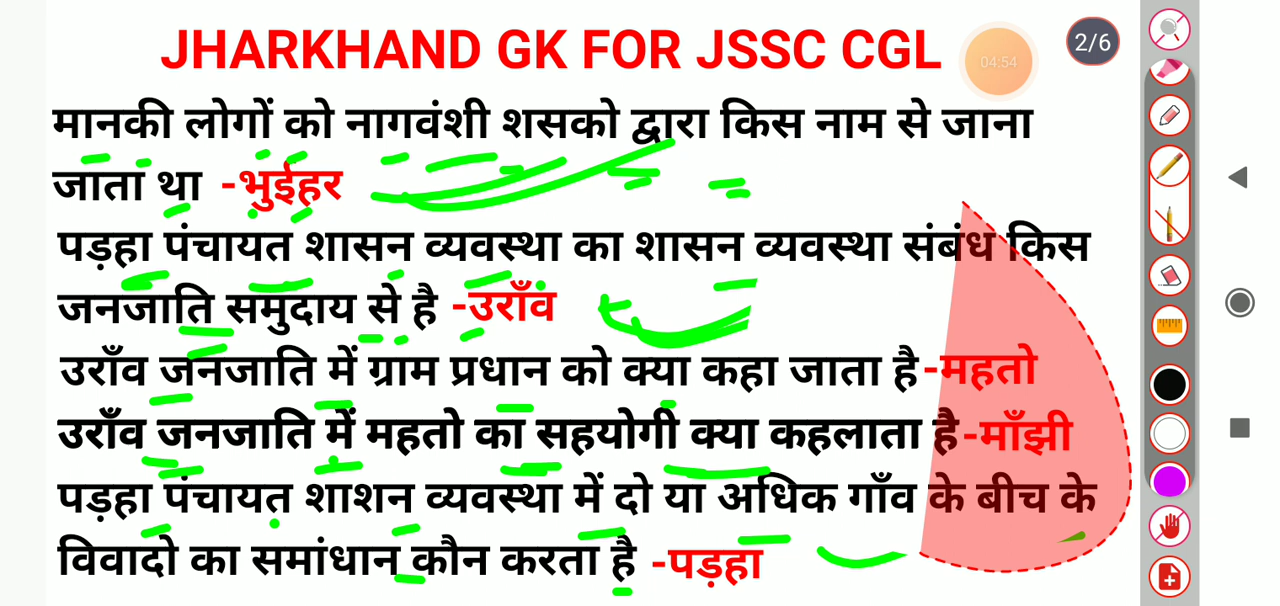 JHARKHAND GK FOR JSSC CGL
04:54
2/6
मानकी लोगों को नागवंशी शसको द्वारा किस नाम से जाना
जाता था -भुईहर
पड़हा पंचायत शासन व्यवस्था का शासन व्यवस्था संबंध किस
जनजाति समुदाय से है -उराँव
उराँव जनजाति में ग्राम प्रधान को क्या कहा जाता है -महतो
उराँव जनजाति में महतो का सहयोगी क्या कहलाता है -माँझी
पड़हा पंचायत शाशन व्यवस्था में दो या अधिक गाँव के बीच के
विवादो का समांधान कौन करता है -पड़हा